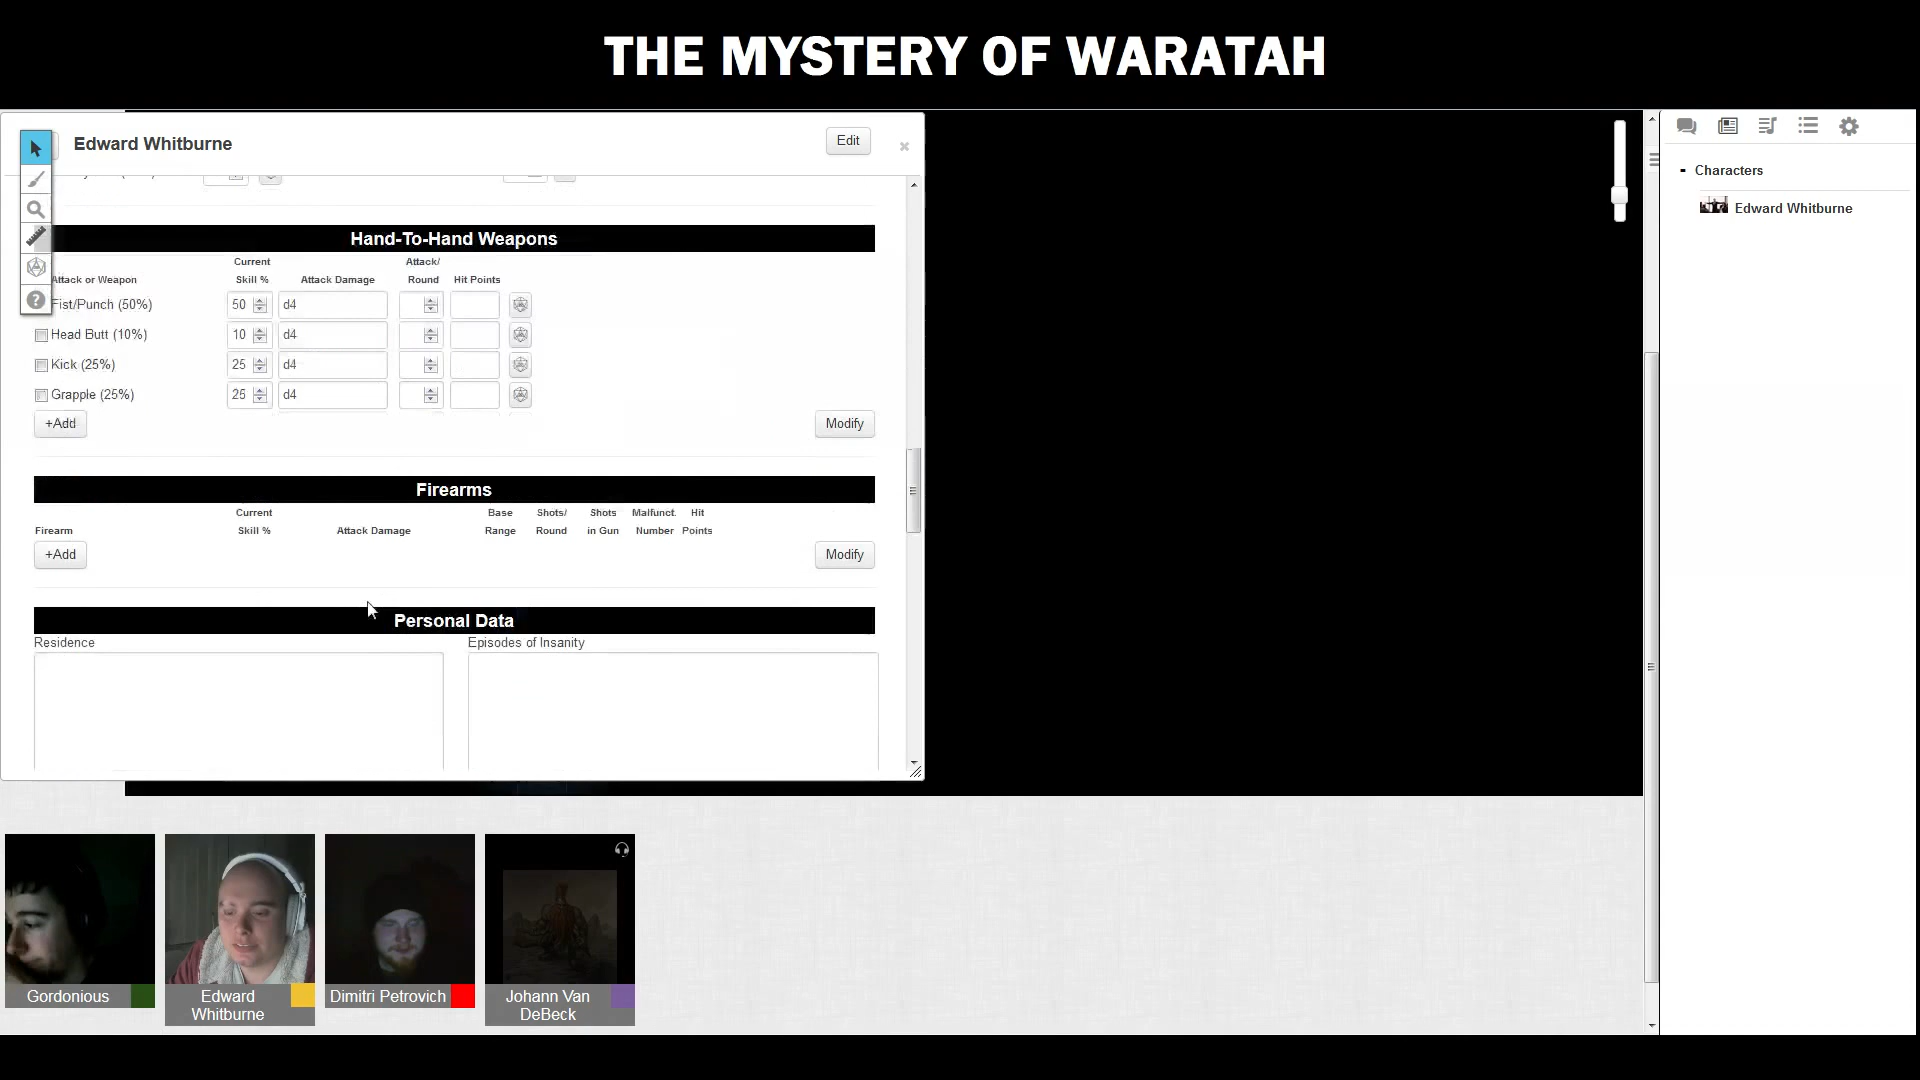 THE MYSTERY OF WARATAH
Edward Whitburne
Edit
Characters
Edward Whitburne
Hand-To-Hand Weapons
Current Attack/
Attack or Weapon Skill % Attack Damage Round Hit Points
Fist/Punch (50%) 50 d4
Head Butt (10%) 10 d4
Kick (25%) 25 d4
Grapple (25%) 25 d4
+Add Modify
Firearms
Current Base Shots/ Shots Malfunct. Hit
Firearm Skill % Attack Damage Range Round in Gun Number Points
+Add Modify
Personal Data
Residence Episodes of Insanity
Gordonious
Edward
Whitburne
Dimitri Petrovich
Johann Van
DeBeck